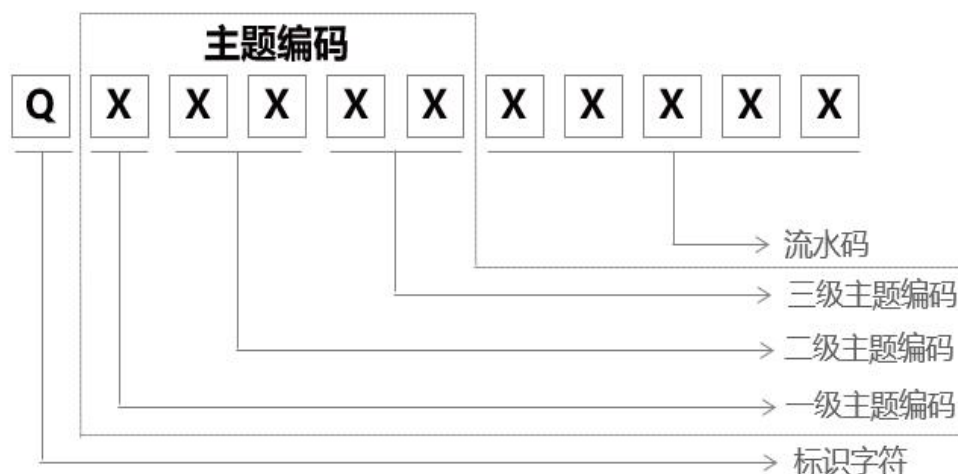 主题编码
Q X X X X X X X X X X
流水码
三级主题编码
二级主题编码
一级主题编码
标识字符